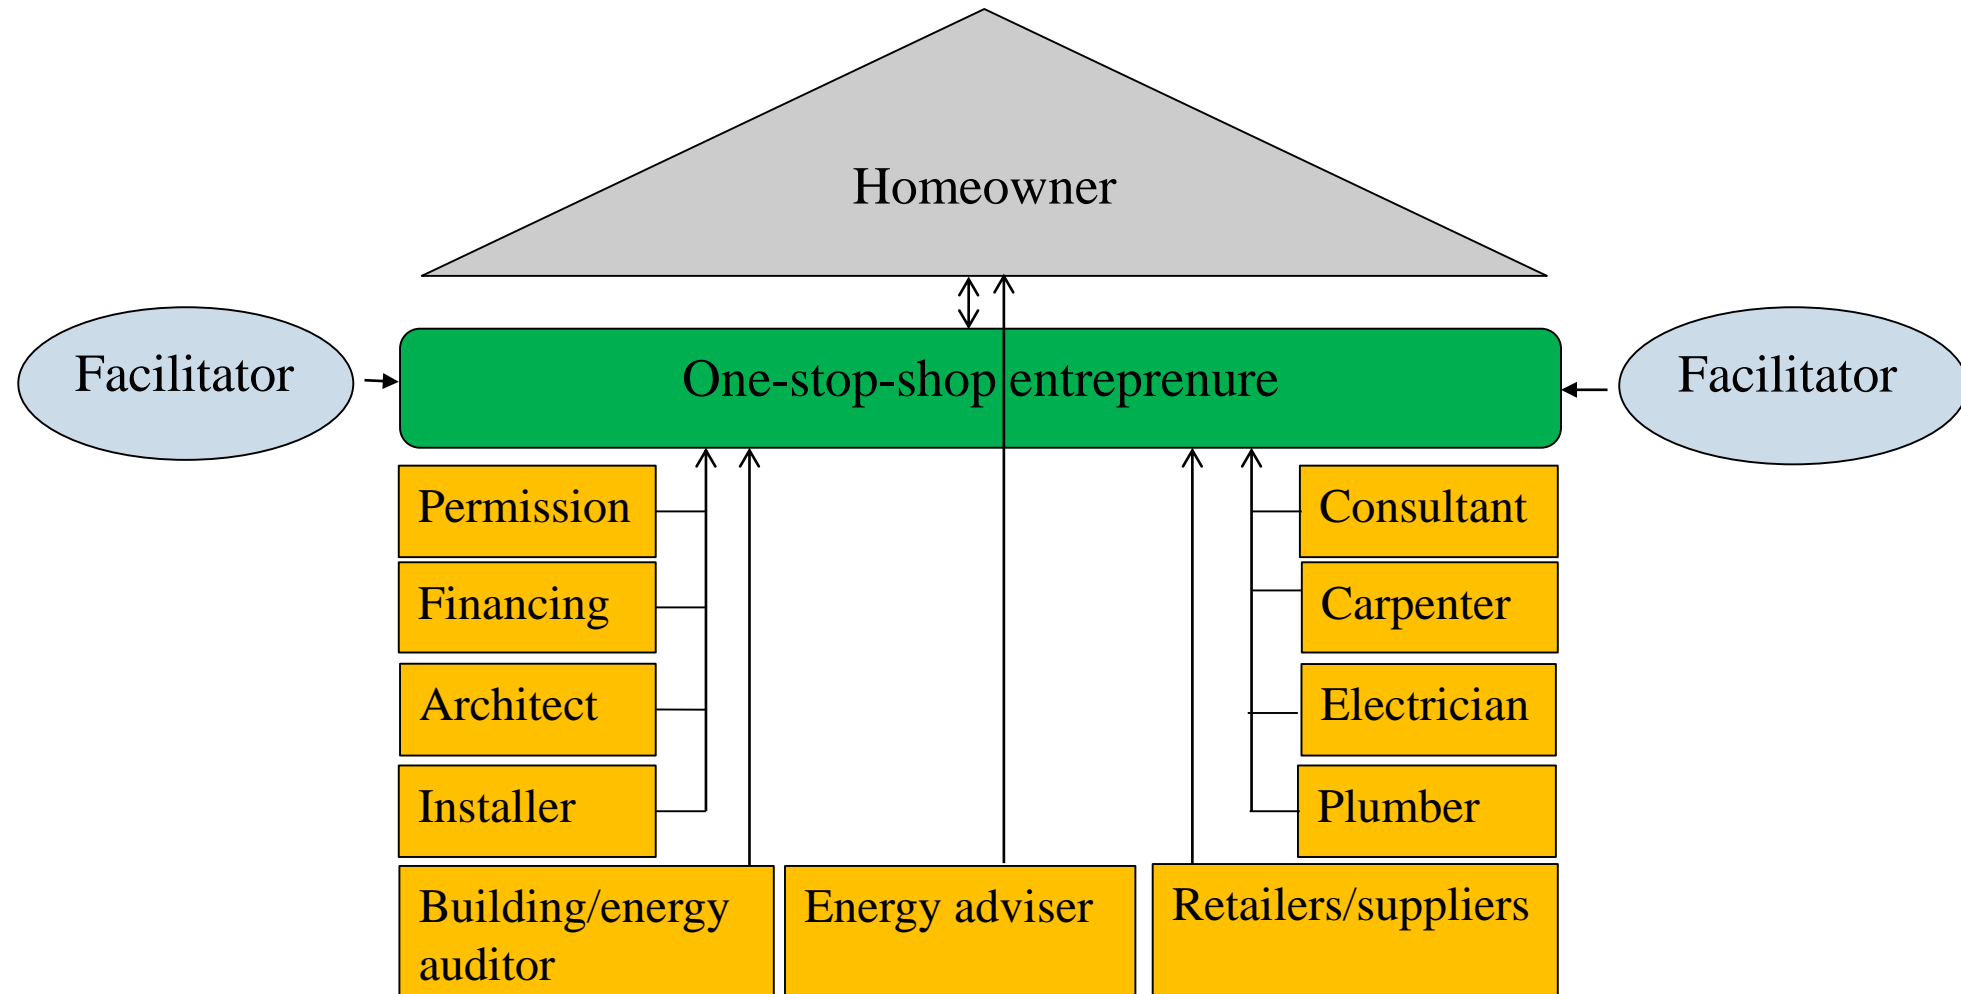 Homeowner
Facilitator
One-stop-shop entreprenure
Facilitator
Permission
Financing
Architect
Installer
Consultant
Carpenter
Electrician
Plumber
Building/energy
auditor
Energy adviser
Retailers/suppliers